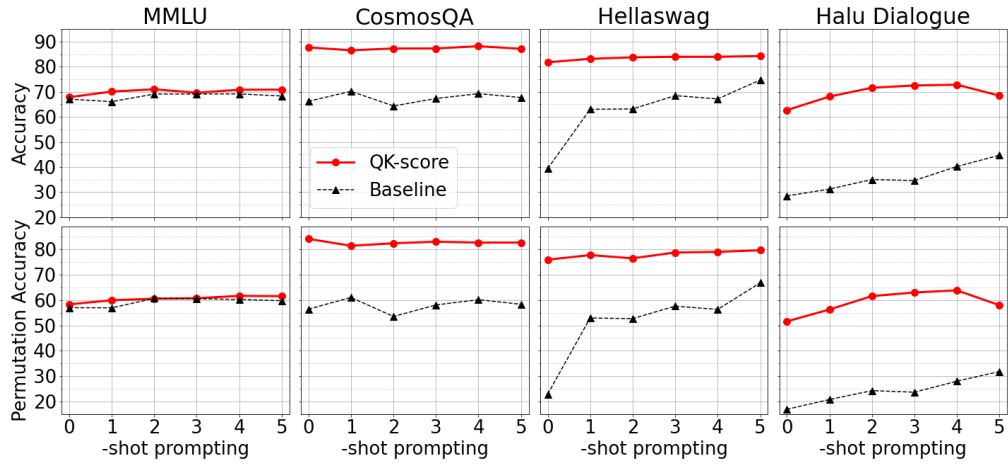 MMLU CosmosQA Hellaswag Halu Dialogue
Accuracy
90
80
70
60
50
40
30
20
QK-score
Baseline
Permutation Accuracy
80
70
60
50
40
30
20
0 1 2 3 4 5 0 1 2 3 4 5 0 1 2 3 4 5 0 1 2 3 4 5
-shot prompting -shot prompting -shot prompting -shot prompting